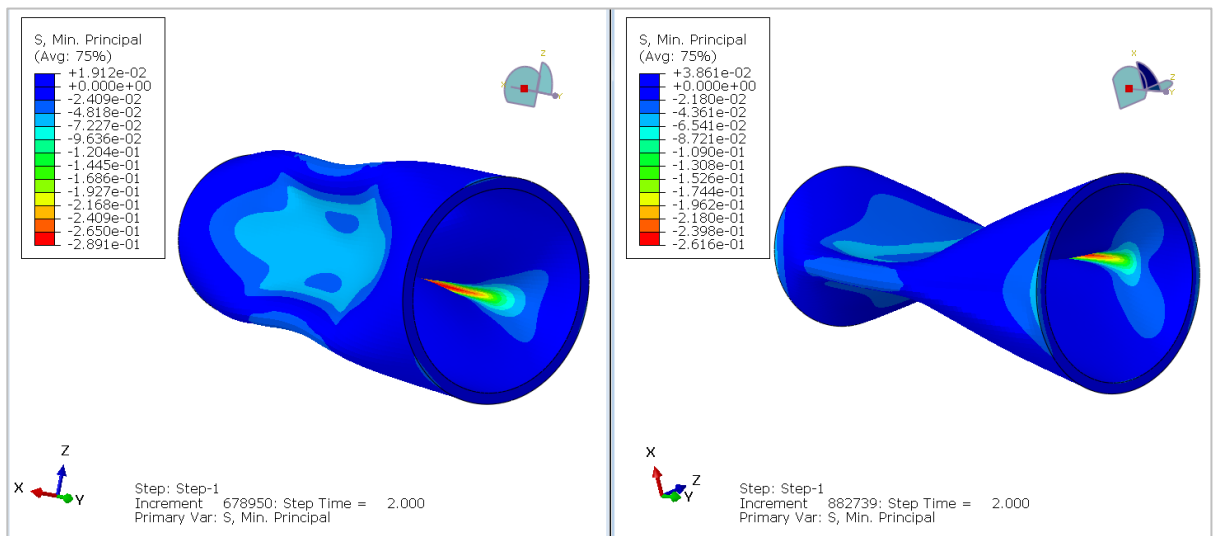 S, Min. Principal
(Avg: 75%)
+1.912e-02
+0.000e+00
-2.409e-02
-4.818e-02
-7.227e-02
-9.636e-02
-1.204e-01
-1.445e-01
-1.686e-01
-1.927e-01
-2.168e-01
-2.409e-01
-2.650e-01
-2.891e-01
Z
X
Y
Z
X
Y
Step: Step-1
Increment 678950: Step Time = 2.000
Primary Var: S, Min. Principal
S, Min. Principal
(Avg: 75%)
+3.861e-02
+0.000e+00
-2.180e-02
-4.361e-02
-6.541e-02
-8.721e-02
-1.090e-01
-1.308e-01
-1.526e-01
-1.744e-01
-1.962e-01
-2.180e-01
-2.398e-01
-2.616e-01
X
Z
Y
X
Z
Y
Step: Step-1
Increment 882739: Step Time = 2.000
Primary Var: S, Min. Principal